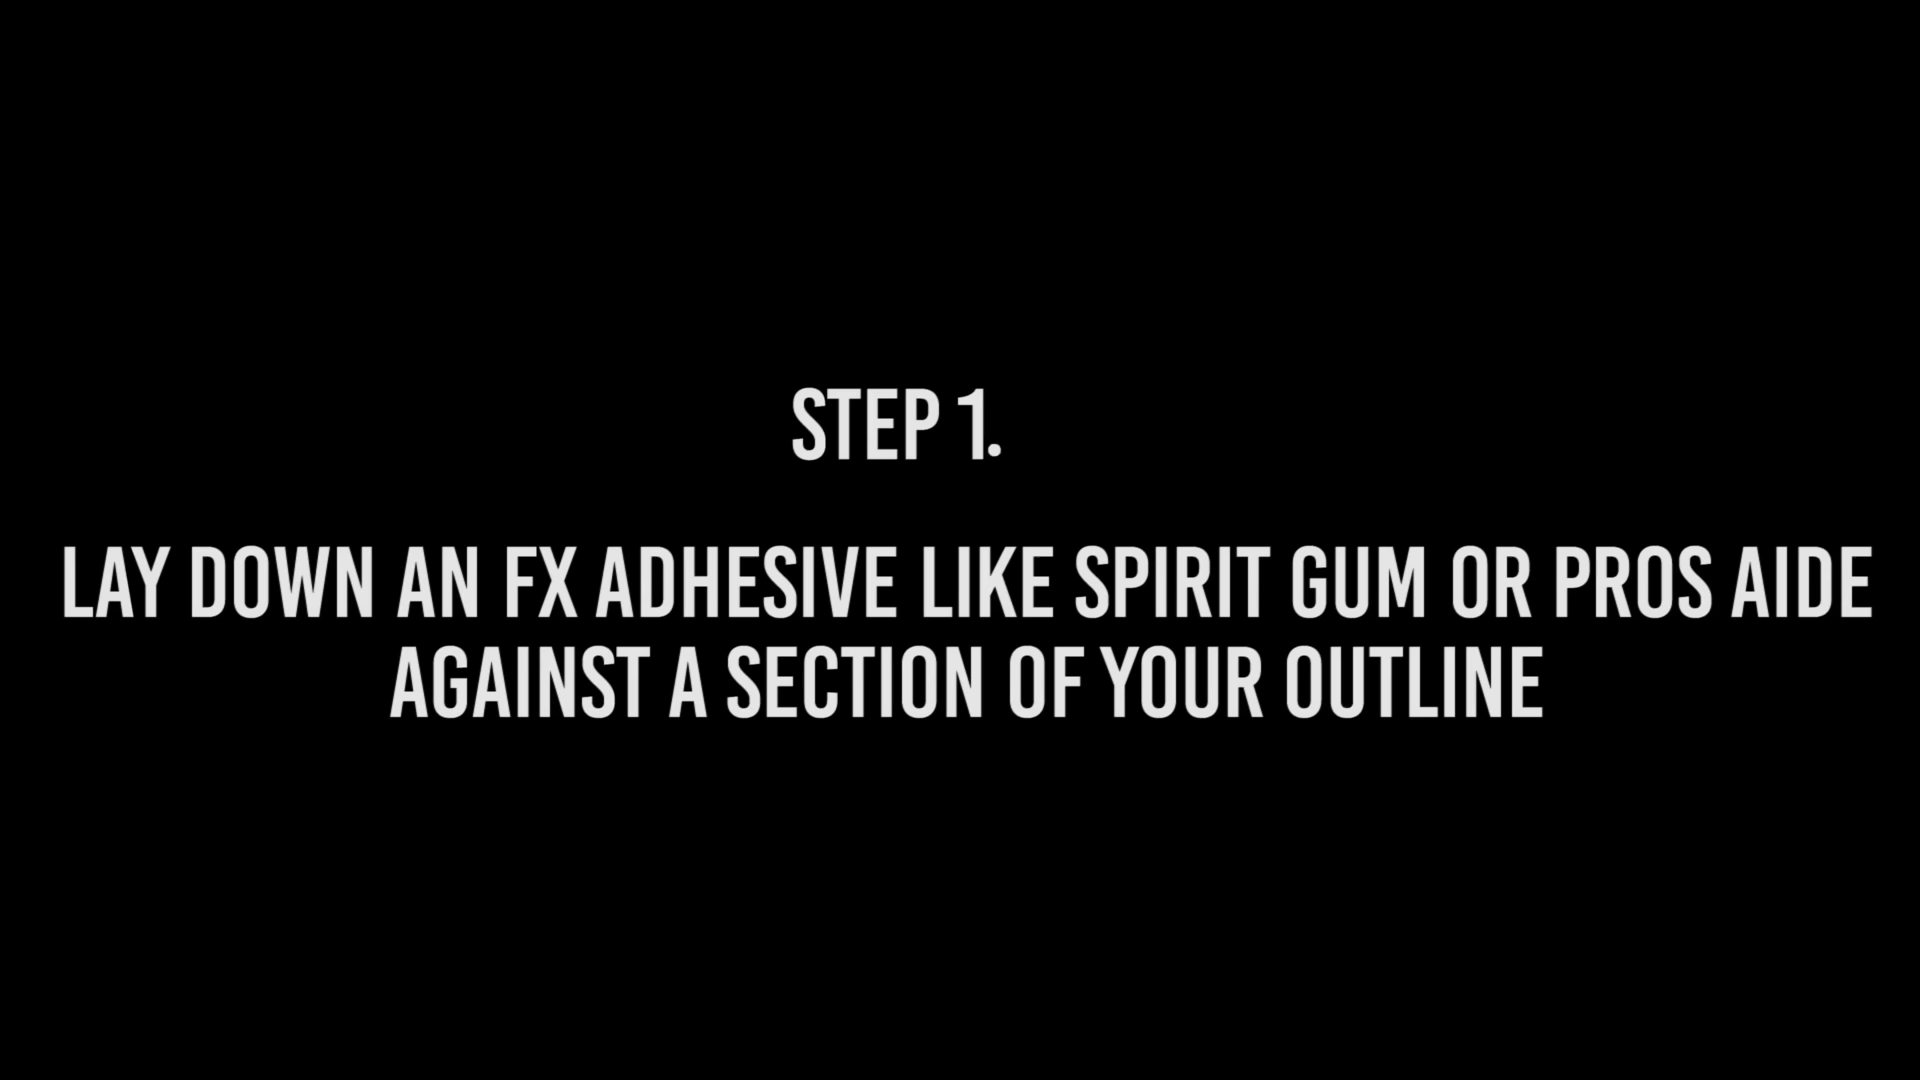 STEP 1.
LAY DOWN AN FX ADHESIVE LIKE SPIRIT GUM OR PROS AIDE
AGAINST A SECTION OF YOUR OUTLINE